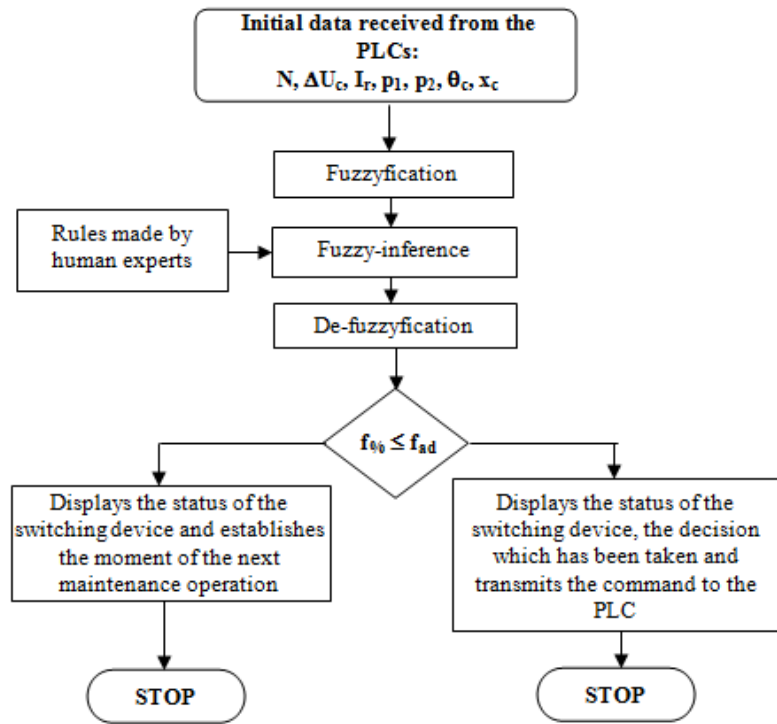 Initial data received from the
PLCs:
N, ΔUc, Ir, p1, p2, θc, xc
Fuzzyfication
Rules made by
human experts
Fuzzy-inference
De-fuzzyfication
f% ≤ fad
Displays the status of the
switching device and establishes
the moment of the next
maintenance operation
Displays the status of the
switching device, the decision
which has been taken and
transmits the command to the
PLC
STOP
STOP